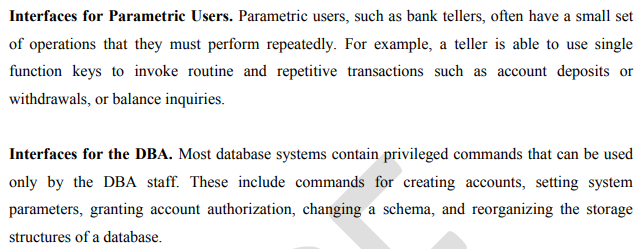 Interfaces for Parametric Users. Parametric users, such as bank tellers, often have a small set
of operations that they must perform repeatedly. For example, a teller is able to use single
function keys to invoke routine and repetitive transactions such as account deposits or
withdrawals, or balance inquiries.
Interfaces for the DBA. Most database systems contain privileged commands that can be used
only by the DBA staff. These include commands for creating accounts, setting system
parameters, granting account authorization, changing a schema, and reorganizing the storage
structures of a database.